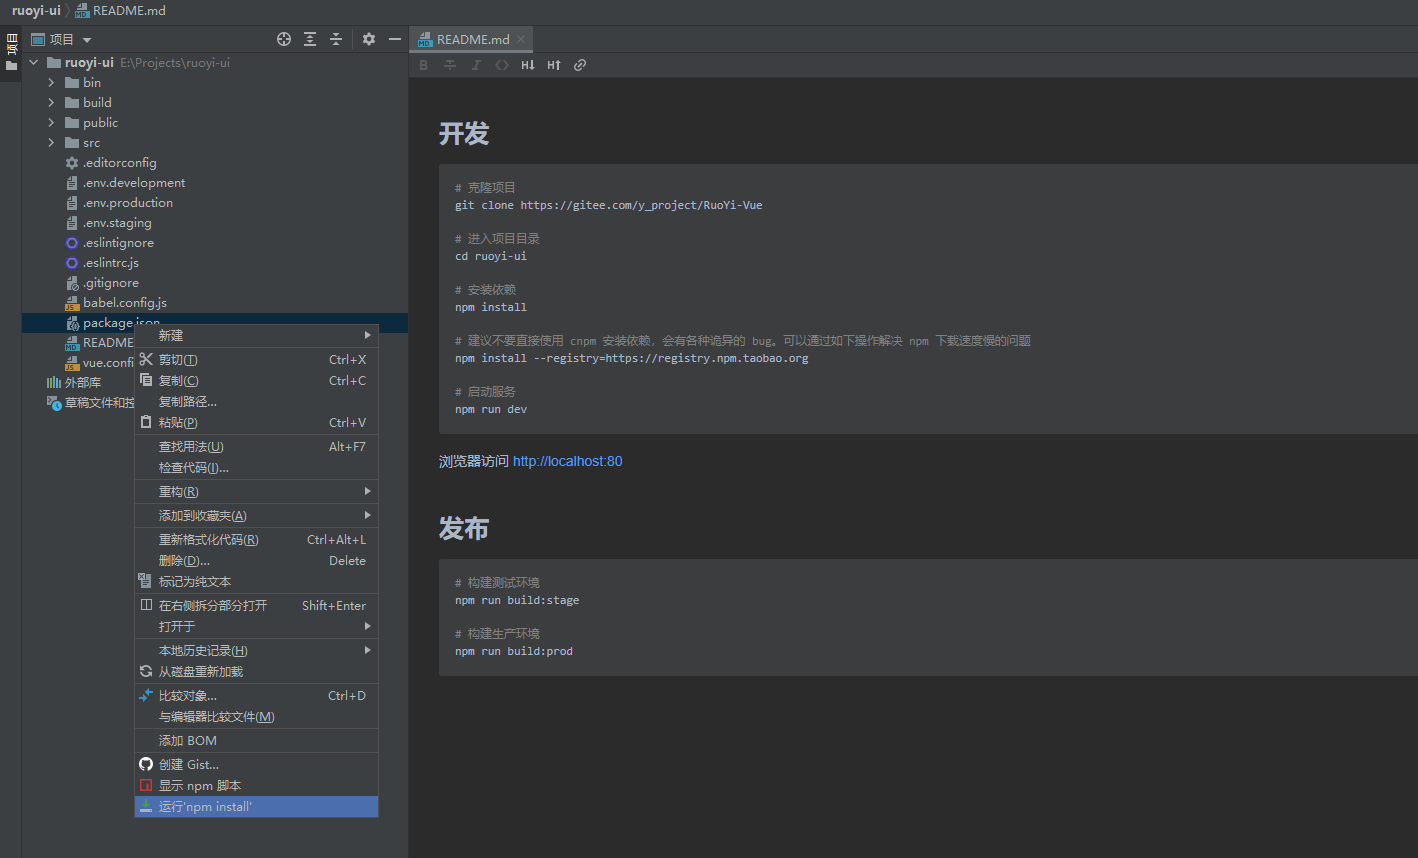 ruoyi-ui
README.md
项目
项目
README.md
B
I
<>
H↓
H↑
ruoyi-ui E:\Projects\ruoyi-ui
bin
build
public
src
.editorconfig
.env.development
.env.production
.env.staging
.eslintignore
.eslintrc.js
.gitignore
babel.config.js
package.json
README
vue.confi
外部库
草稿文件和控
新建
剪切(T) Ctrl+X
复制(C) Ctrl+C
复制路径...
粘贴(P) Ctrl+V
查找用法(U) Alt+F7
检查代码(I)...
重构(R)
添加到收藏夹(A)
重新格式化代码(R) Ctrl+Alt+L
删除(D)... Delete
标记为纯文本
在右侧拆分部分打开 Shift+Enter
打开于
本地历史记录(H)
从磁盘重新加载
比较对象... Ctrl+D
与编辑器比较文件(M)
添加 BOM
创建 Gist...
显示 npm 脚本
运行'npm install'
开发
# 克隆项目
git clone https://gitee.com/y_project/RuoYi-Vue
# 进入项目目录
cd ruoyi-ui
# 安装依赖
npm install
# 建议不要直接使用 cnpm 安装依赖，会有各种诡异的 bug。可以通过如下操作解决 npm 下载速度慢的问题
npm install --registry=https://registry.npm.taobao.org
# 启动服务
npm run dev
浏览器访问 http://localhost:80
发布
# 构建测试环境
npm run build:stage
# 构建生产环境
npm run build:prod